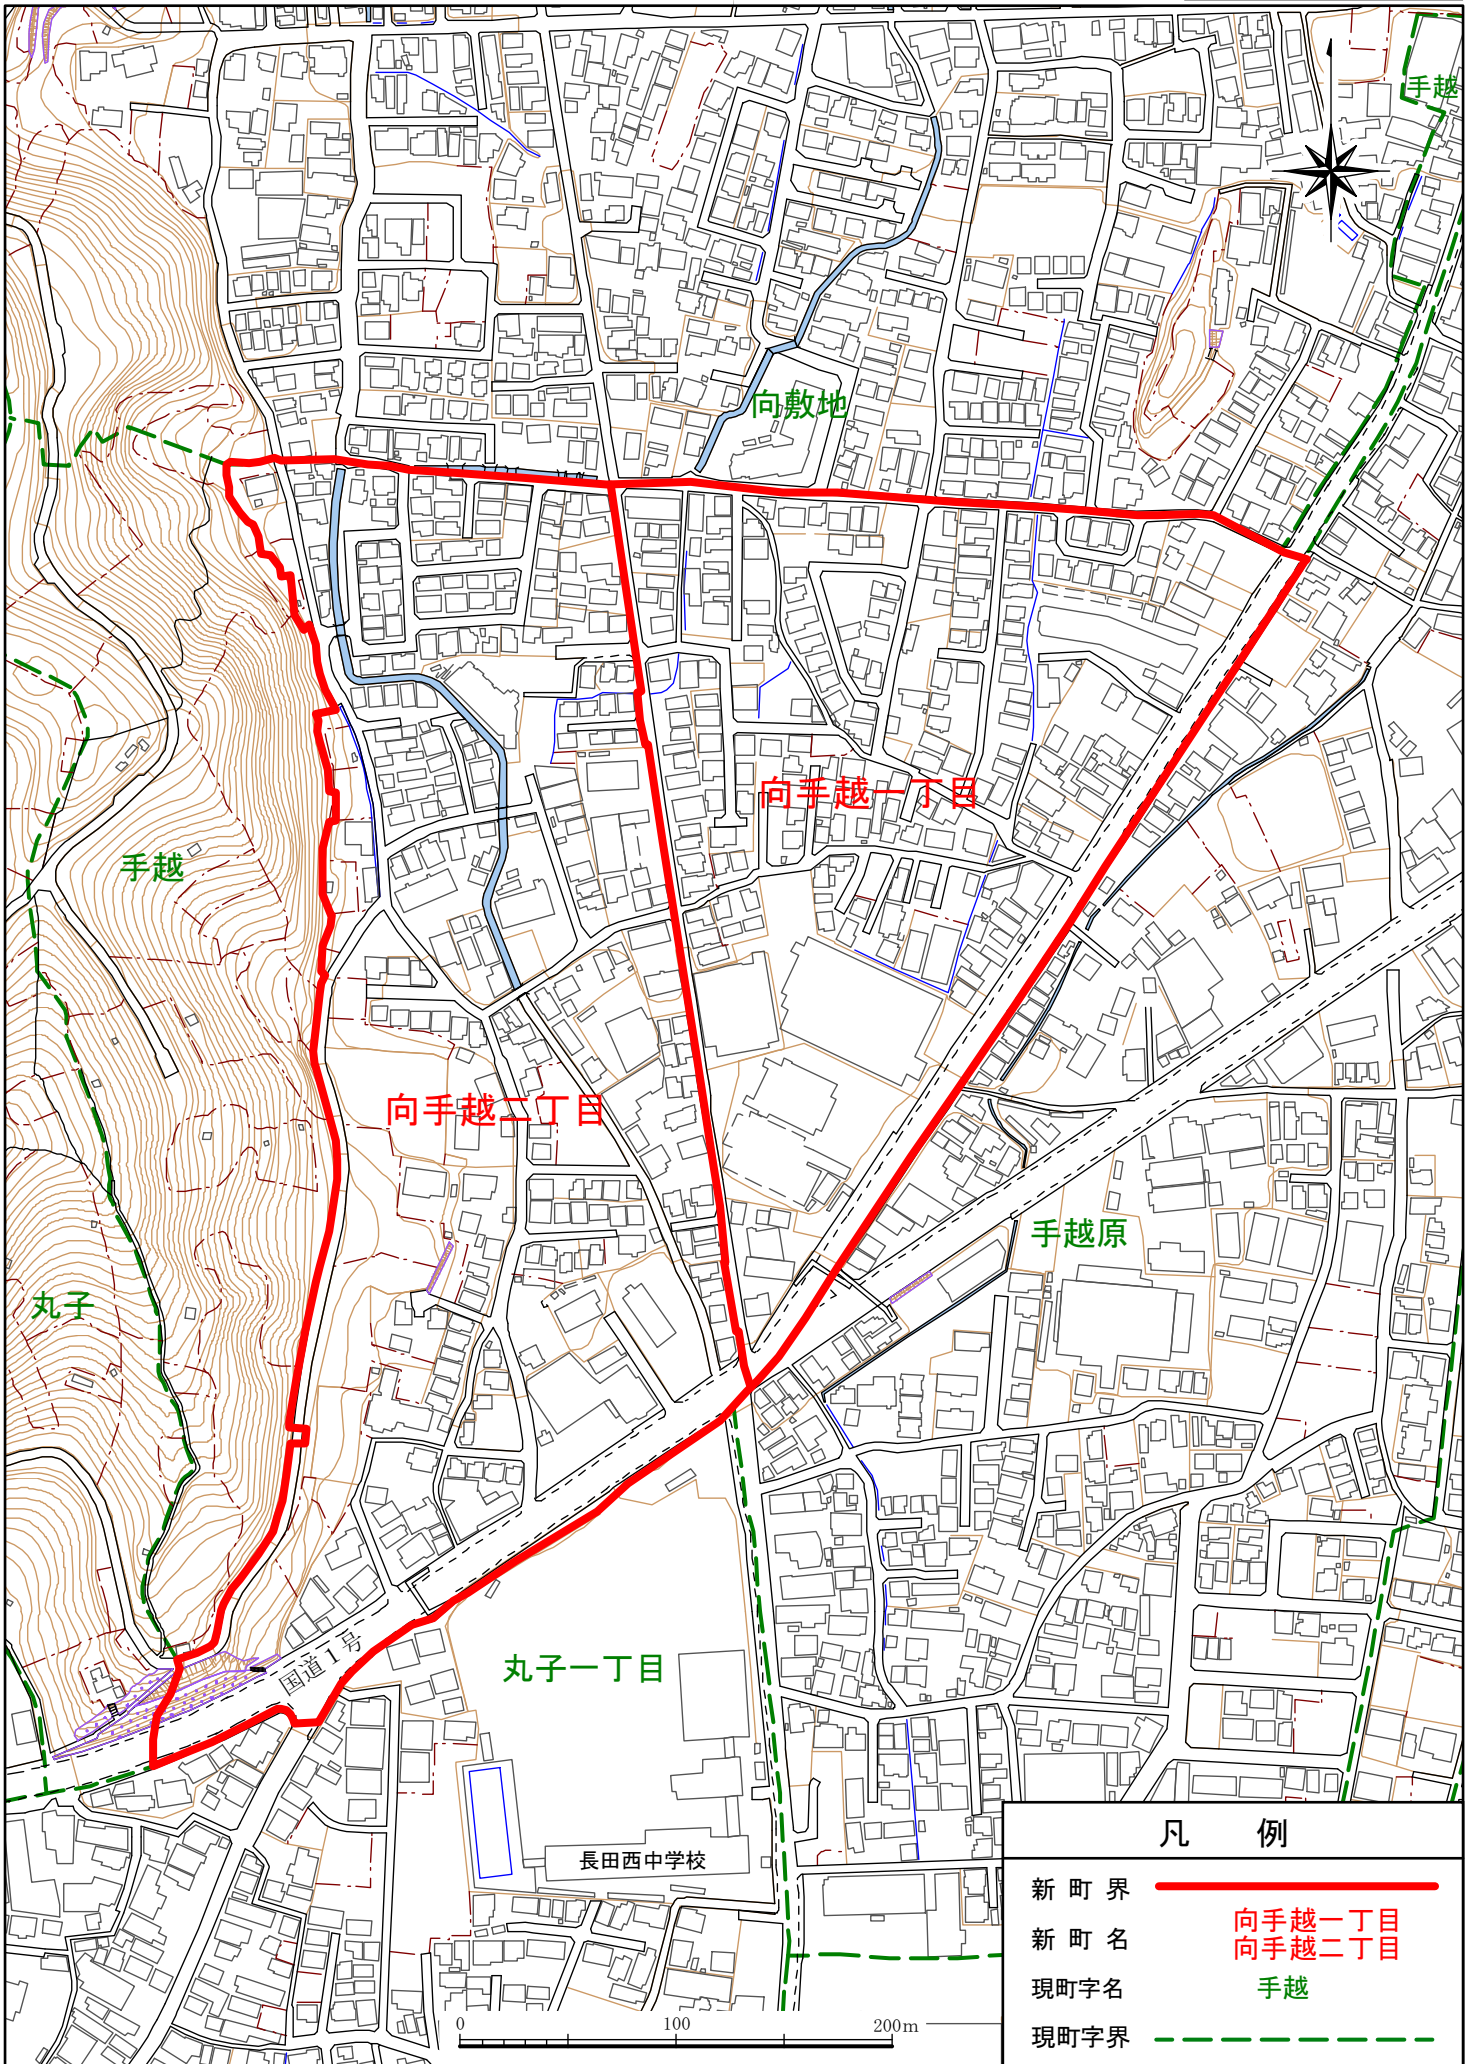 手越
向敷地
向手越一丁目
手越
向手越二丁目
手越原
丸子
国道1号
丸子一丁目
長田西中学校
凡 例
新 町 界
新 町 名
向手越一丁目
向手越二丁目
現町字名
手越
現町字界
0 100 200m